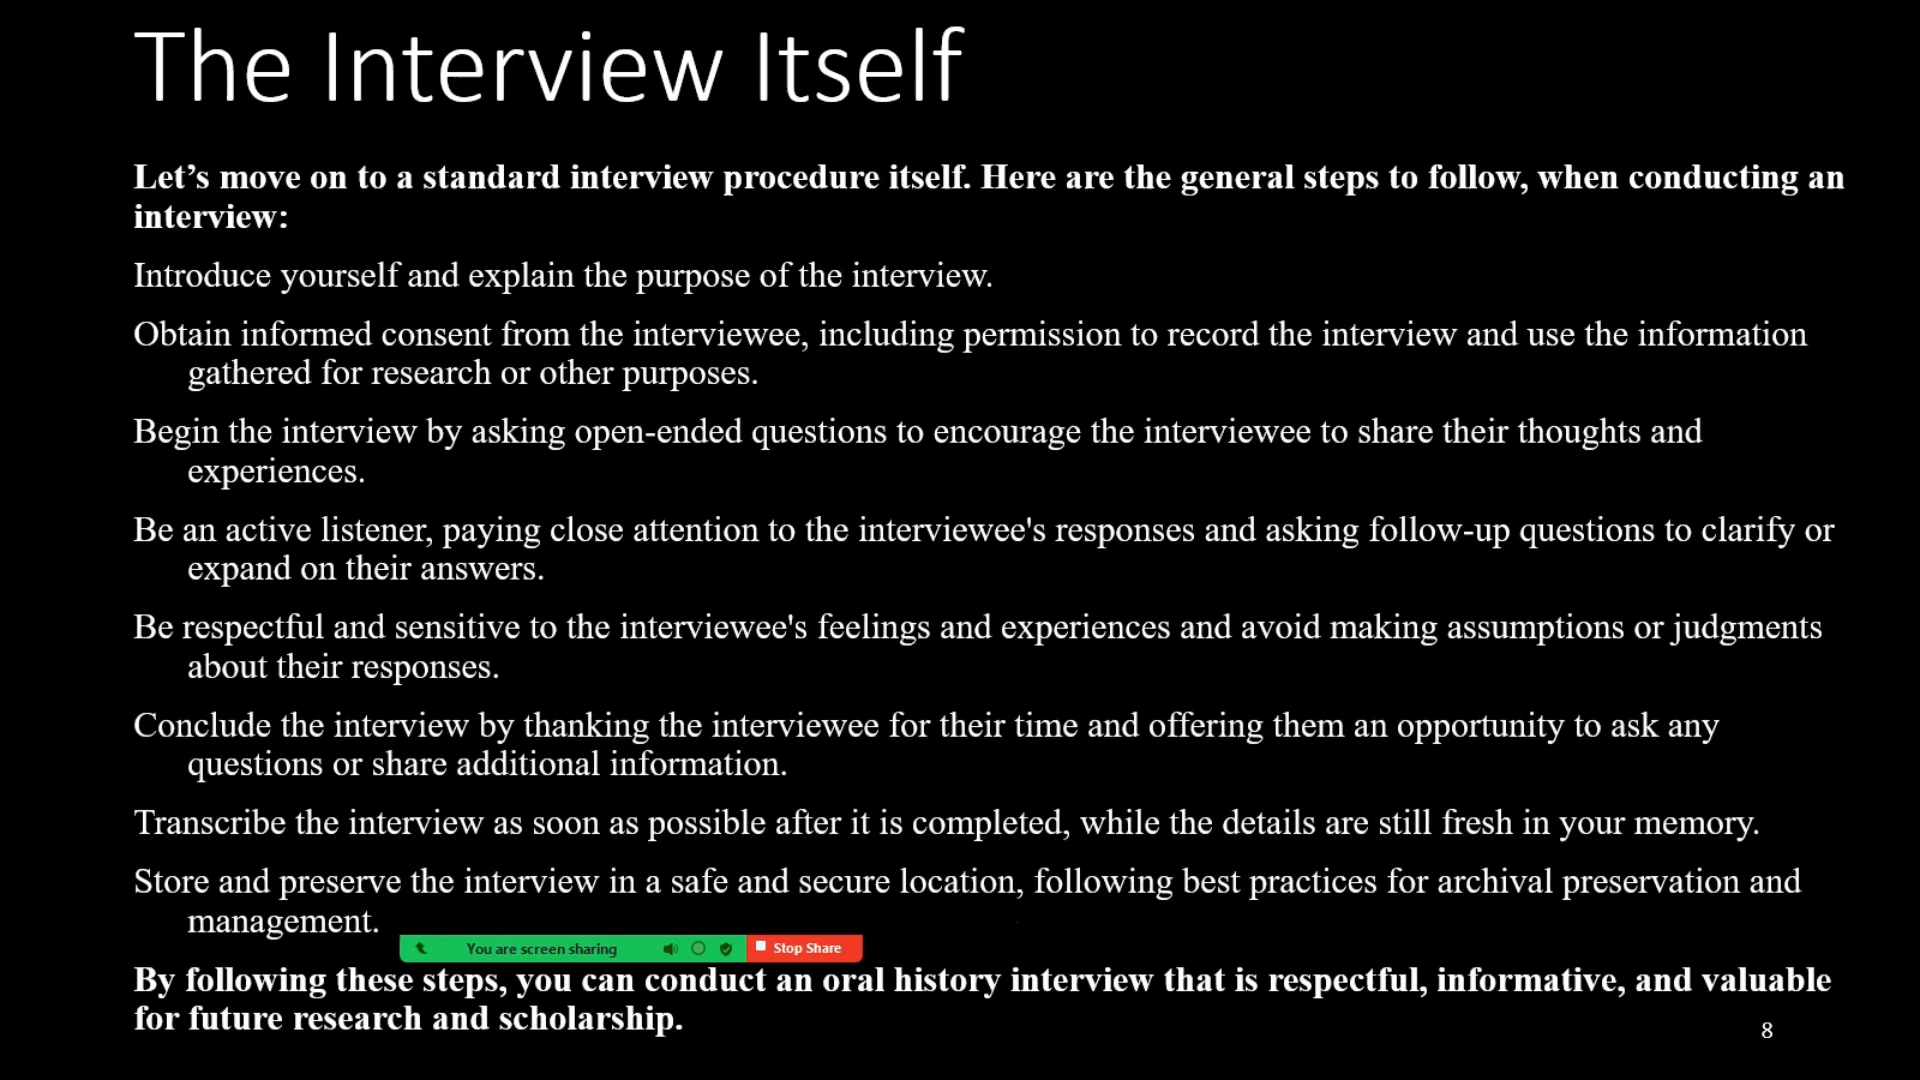 The Interview Itself
Let’s move on to a standard interview procedure itself. Here are the general steps to follow, when conducting an
interview:
Introduce yourself and explain the purpose of the interview.
Obtain informed consent from the interviewee, including permission to record the interview and use the information
gathered for research or other purposes.
Begin the interview by asking open-ended questions to encourage the interviewee to share their thoughts and
experiences.
Be an active listener, paying close attention to the interviewee's responses and asking follow-up questions to clarify or
expand on their answers.
Be respectful and sensitive to the interviewee's feelings and experiences and avoid making assumptions or judgments
about their responses.
Conclude the interview by thanking the interviewee for their time and offering them an opportunity to ask any
questions or share additional information.
Transcribe the interview as soon as possible after it is completed, while the details are still fresh in your memory.
Store and preserve the interview in a safe and secure location, following best practices for archival preservation and
management.
You are screen sharing Stop Share
By following these steps, you can conduct an oral history interview that is respectful, informative, and valuable
for future research and scholarship.
8